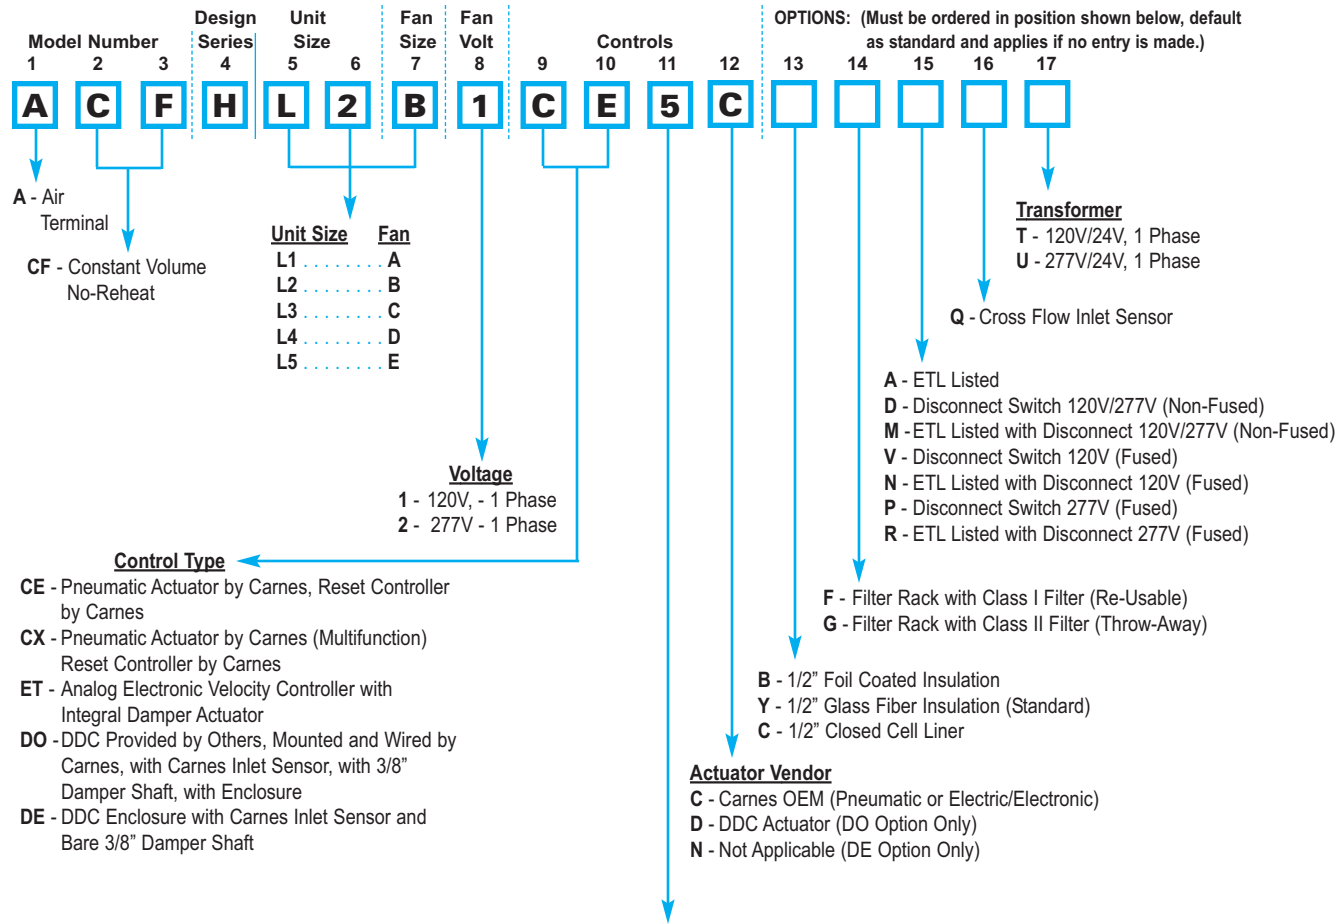 Design Unit Fan Fan OPTIONS: (Must be ordered in position shown below, default
Model Number Series Size Size Volt Controls as standard and applies if no entry is made.)
1 2 3 4 5 6 7 8 9 10 11 12 13 14 15 16 17
A C F H L 2 B 1 C E 5 C
A - Air
Terminal
CF - Constant Volume
No-Reheat
Unit Size Fan
L1 . . . . . . . . A
L2 . . . . . . . . B
L3 . . . . . . . . C
L4 . . . . . . . . D
L5 . . . . . . . . E
Transformer
T - 120V/24V, 1 Phase
U - 277V/24V, 1 Phase
Q - Cross Flow Inlet Sensor
A - ETL Listed
D - Disconnect Switch 120V/277V (Non-Fused)
M - ETL Listed with Disconnect 120V/277V (Non-Fused)
V - Disconnect Switch 120V (Fused)
N - ETL Listed with Disconnect 120V (Fused)
P - Disconnect Switch 277V (Fused)
R - ETL Listed with Disconnect 277V (Fused)
Voltage
1 - 120V, - 1 Phase
2 - 277V - 1 Phase
Control Type
CE - Pneumatic Actuator by Carnes, Reset Controller
by Carnes
CX - Pneumatic Actuator by Carnes (Multifunction)
Reset Controller by Carnes
ET - Analog Electronic Velocity Controller with
Integral Damper Actuator
DO - DDC Provided by Others, Mounted and Wired by
Carnes, with Carnes Inlet Sensor, with 3/8”
Damper Shaft, with Enclosure
DE - DDC Enclosure with Carnes Inlet Sensor and
Bare 3/8” Damper Shaft
F - Filter Rack with Class I Filter (Re-Usable)
G - Filter Rack with Class II Filter (Throw-Away)
B - 1/2” Foil Coated Insulation
Y - 1/2” Glass Fiber Insulation (Standard)
C - 1/2” Closed Cell Liner
Actuator Vendor
C - Carnes OEM (Pneumatic or Electric/Electronic)
D - DDC Actuator (DO Option Only)
N - Not Applicable (DE Option Only)